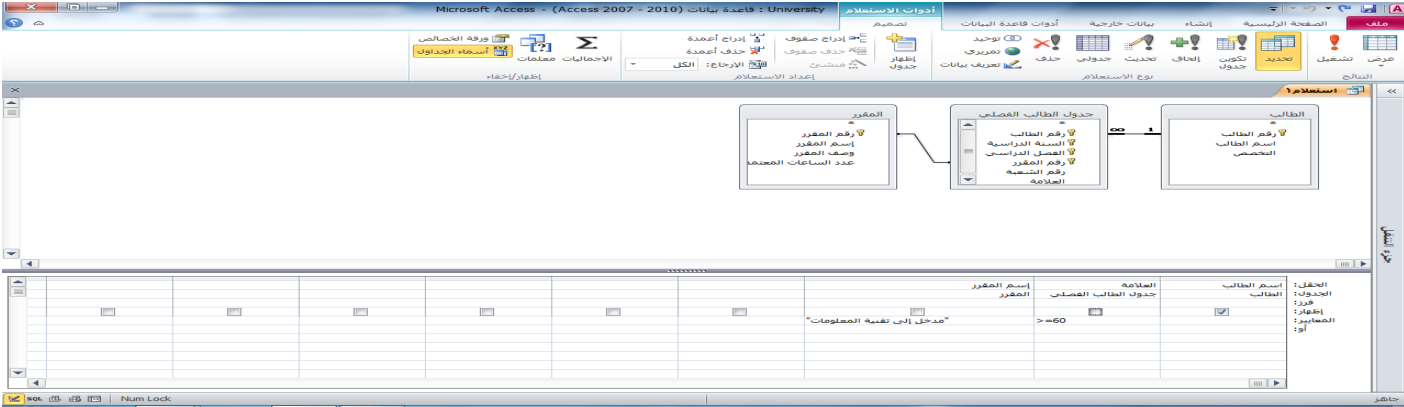 University : قاعدة بيانات (Access 2007 - 2010) - Microsoft Access
أدوات الاستعلام
ملف
الصفحة الرئيسية
إنشاء
بيانات خارجية
أدوات قاعدة البيانات
تصميم
عرض
تشغيل
تحديد
تكوين جدول
إلحاق
تحديث
جدولي
حذف
توحيد
تمريري
تعريف بيانات
إظهار جدول
إدراج صفوف
حذف صفوف
منشئ
إدراج أعمدة
حذف أعمدة
الإرجاع: الكل
الإجماليات
معلمات
ورقة الخصائص
أسماء الجداول
النتائج
نوع الاستعلام
إعداد الاستعلام
إظهار/إخفاء
استعلام١
الطالب
*
رقم الطالب
اسم الطالب
التخصص
1
∞
جدول الطالب الفصلي
*
رقم الطالب
السنة الدراسية
الفصل الدراسي
رقم المقرر
رقم الشعبة
العلامة
المقرر
*
رقم المقرر
إسم المقرر
وصف المقرر
عدد الساعات المعتمد
جزء التنقل
الحقل: اسم الطالب العلامة إسم المقرر
الجدول: الطالب جدول الطالب الفصلي المقرر
فرز:
إظهار:
المعايير: >=60 "مدخل إلى تقنية المعلومات"
أو:
جاهز
Num Lock
SQL